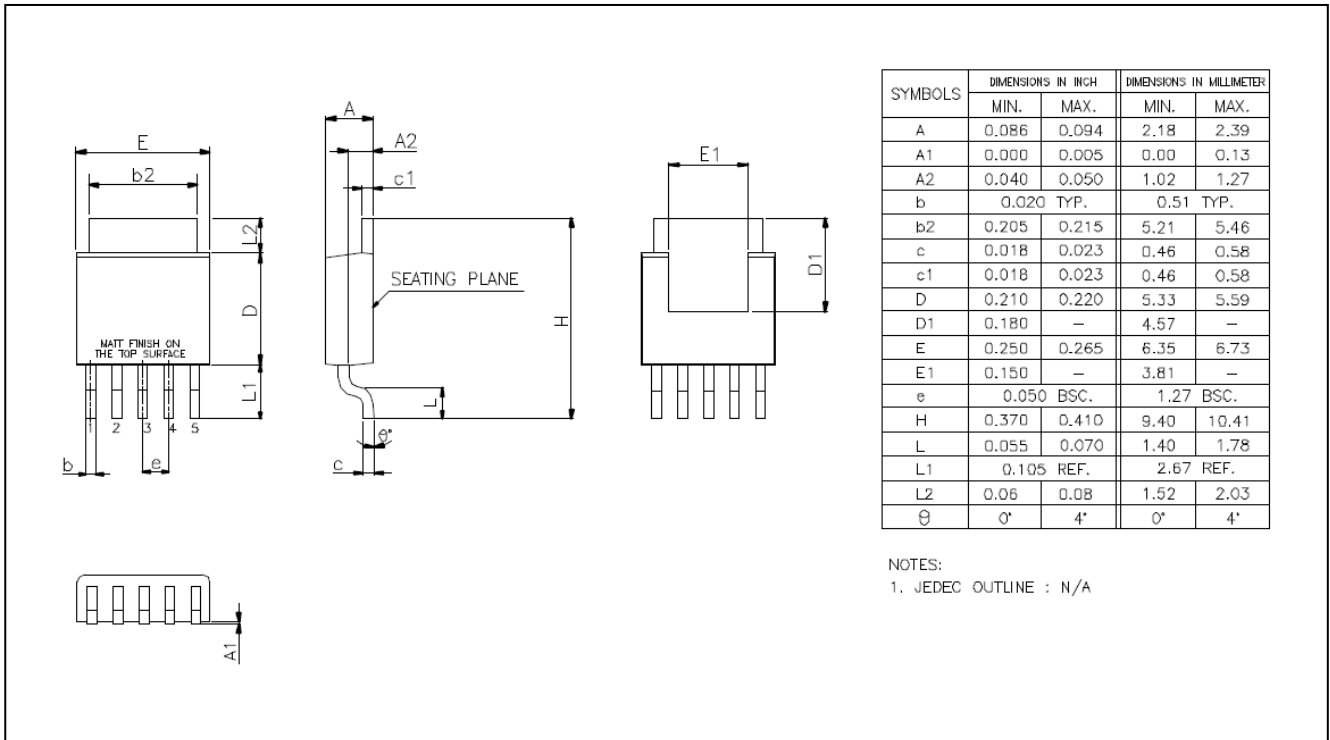 A
E
A2
E1
b2
c1
L2
D1
SEATING PLANE
D
H
MATT FINISH ON
THE TOP SURFACE
L1
L
1 2 3 4 5
θ°
b
e
c
A1
SYMBOLS DIMENSIONS IN INCH DIMENSIONS IN MILLIMETER
MIN. MAX. MIN. MAX.
A 0.086 0.094 2.18 2.39
A1 0.000 0.005 0.00 0.13
A2 0.040 0.050 1.02 1.27
b 0.020 TYP. 0.51 TYP.
b2 0.205 0.215 5.21 5.46
c 0.018 0.023 0.46 0.58
c1 0.018 0.023 0.46 0.58
D 0.210 0.220 5.33 5.59
D1 0.180 – 4.57 –
E 0.250 0.265 6.35 6.73
E1 0.150 – 3.81 –
e 0.050 BSC. 1.27 BSC.
H 0.370 0.410 9.40 10.41
L 0.055 0.070 1.40 1.78
L1 0.105 REF. 2.67 REF.
L2 0.06 0.08 1.52 2.03
θ 0° 4° 0° 4°
NOTES:
1. JEDEC OUTLINE : N/A